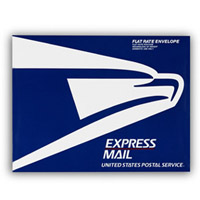 FLAT RATE ENVELOPE
EXPRESS
MAIL
UNITED STATES POSTAL SERVICE.